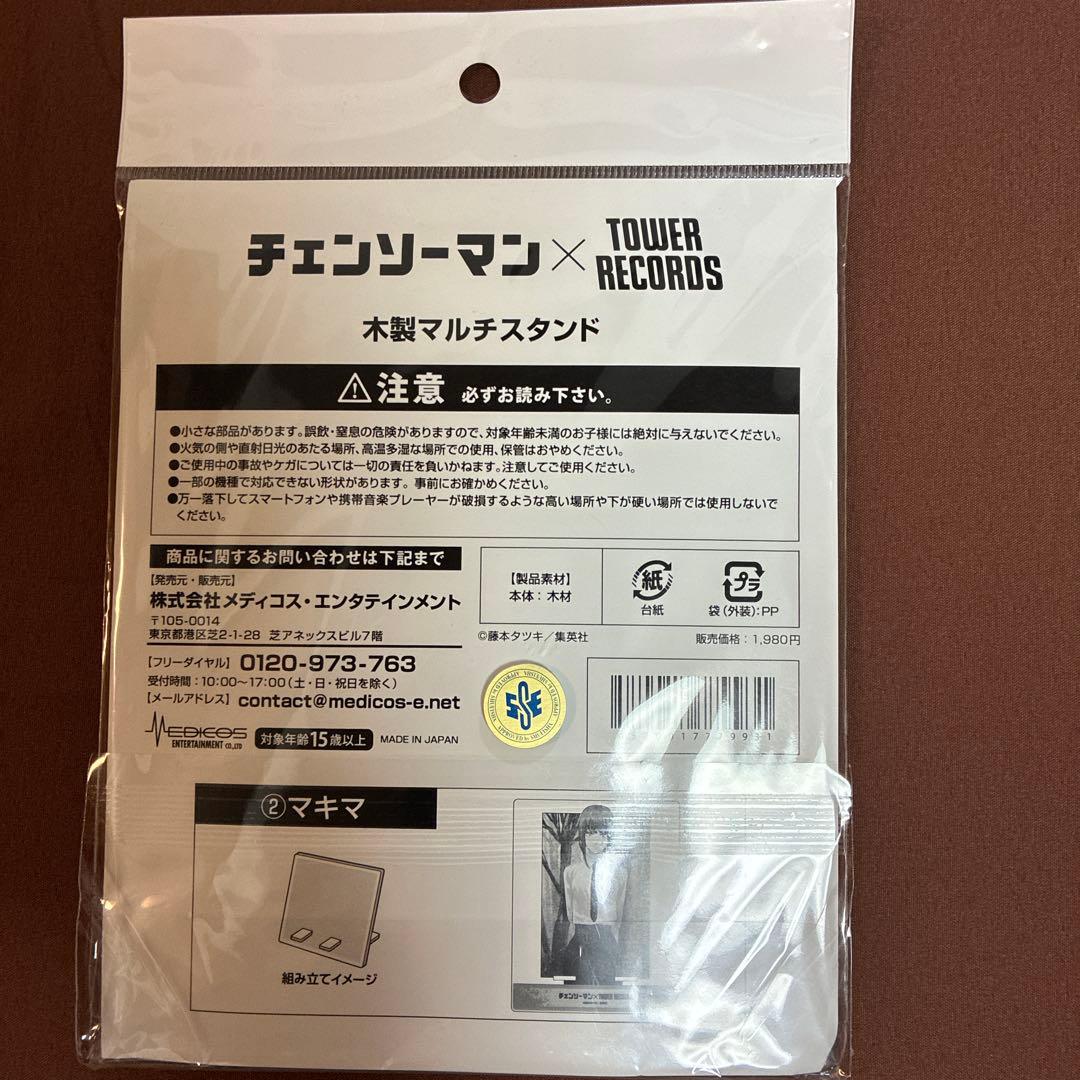 チェンソーマン×TOWER RECORDS
木製マルチスタンド
⚠注意 必ずお読み下さい。
●小さな部品があります。誤飲・窒息の危険がありますので、対象年齢未満のお子様には絶対に与えないでください。
●火気の側や直射日光のあたる場所、高温多湿な場所での使用、保管はおやめください。
●ご使用中の事故やケガについては一切の責任を負いかねます。注意してご使用ください。
●一部の機種で対応できない形状があります。事前にお確かめください。
●万一落下してスマートフォンや携帯音楽プレーヤーが破損するような高い場所や下が硬い場所では使用しないで
ください。
商品に関するお問い合わせは下記まで
【発売元・販売元】
株式会社メディコス・エンタテインメント
〒105-0014
東京都港区芝2-1-28 芝アネックスビル7階
【フリーダイヤル】 0120-973-763
受付時間：10:00〜17:00（土・日・祝日を除く）
【メールアドレス】 contact@medicos-e.net
MEDICOS
ENTERTAINMENT CO.,LTD
対象年齢15歳以上 MADE IN JAPAN
【製品素材】
本体：木材
紙
台紙
プラ
袋（外装）：PP
©藤本タツキ／集英社
販売価格：1,980円
APPROVED by SHUEISHA
②マキマ
組み立てイメージ
チェンソーマン×TOWER RECORDS